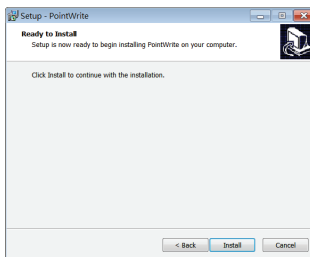 Setup - PointWrite
Ready to Install
Setup is now ready to begin installing PointWrite on your computer.
Click Install to continue with the installation.
< Back Install Cancel